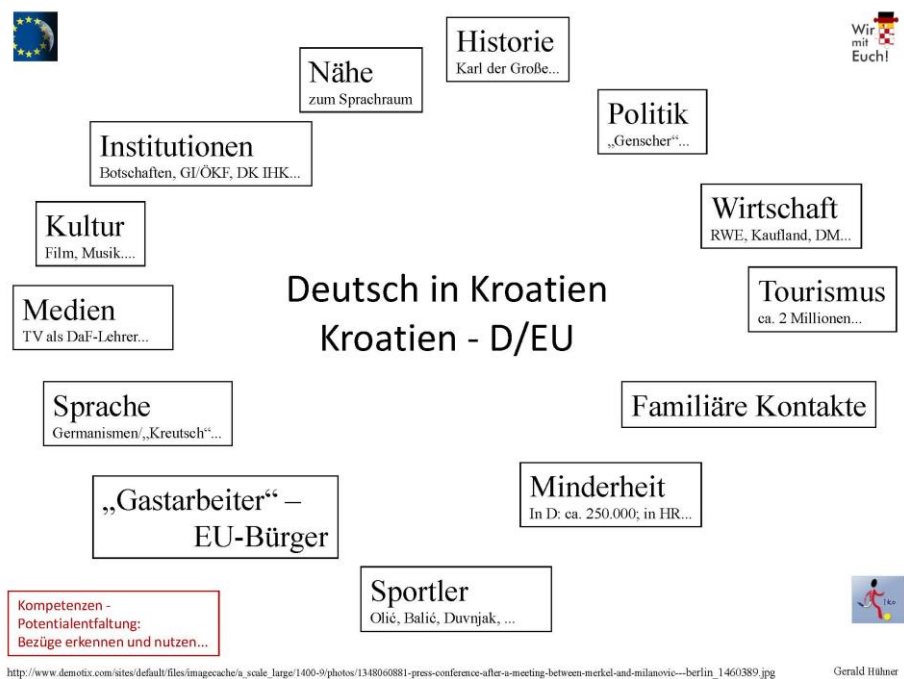 Wir
mit
Euch!
Historie
Karl der Große...
Nähe
zum Sprachraum
Politik
„Genscher“...
Institutionen
Botschaften, GI/ÖKF, DK IHK...
Wirtschaft
RWE, Kaufland, DM...
Kultur
Film, Musik....
Deutsch in Kroatien
Kroatien - D/EU
Tourismus
ca. 2 Millionen...
Medien
TV als DaF-Lehrer...
Sprache
Germanismen/„Kreutsch“...
Familiäre Kontakte
„Gastarbeiter“ –
EU-Bürger
Minderheit
In D: ca. 250.000; in HR...
Sportler
Olić, Balić, Duvnjak, ...
Kompetenzen -
Potentialentfaltung:
Bezüge erkennen und nutzen...
http://www.demotix.com/sites/default/files/imagecache/a_scale_large/1400-9/photos/1348060881-press-conference-after-a-meeting-between-merkel-and-milanovic---berlin_1460389.jpg
Gerald Hühner